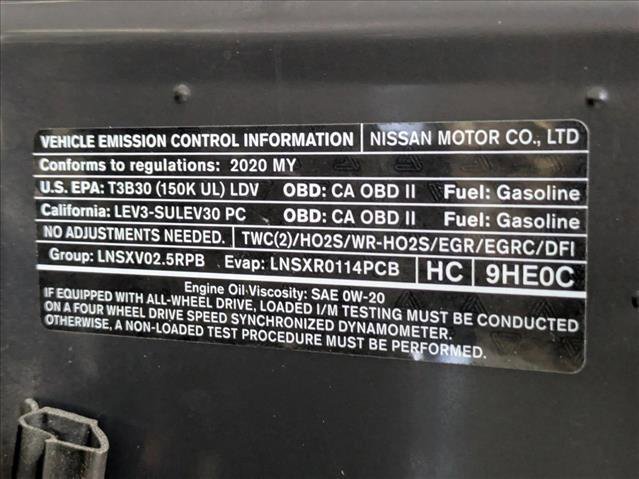 VEHICLE EMISSION CONTROL INFORMATION NISSAN MOTOR CO., LTD
Conforms to regulations: 2020 MY
U.S. EPA: T3B30 (150K UL) LDV OBD: CA OBD II Fuel: Gasoline
California: LEV3-SULEV30 PC OBD: CA OBD II Fuel: Gasoline
NO ADJUSTMENTS NEEDED. TWC(2)/HO2S/WR-HO2S/EGR/EGRC/DFI
Group: LNSXV02.5RPB Evap: LNSXR0114PCB HC 9HE0C
Engine Oil Viscosity: SAE 0W-20
IF EQUIPPED WITH ALL-WHEEL DRIVE, LOADED I/M TESTING MUST BE CONDUCTED
ON A FOUR WHEEL DRIVE SPEED SYNCHRONIZED DYNAMOMETER.
OTHERWISE, A NON-LOADED TEST PROCEDURE MUST BE PERFORMED.